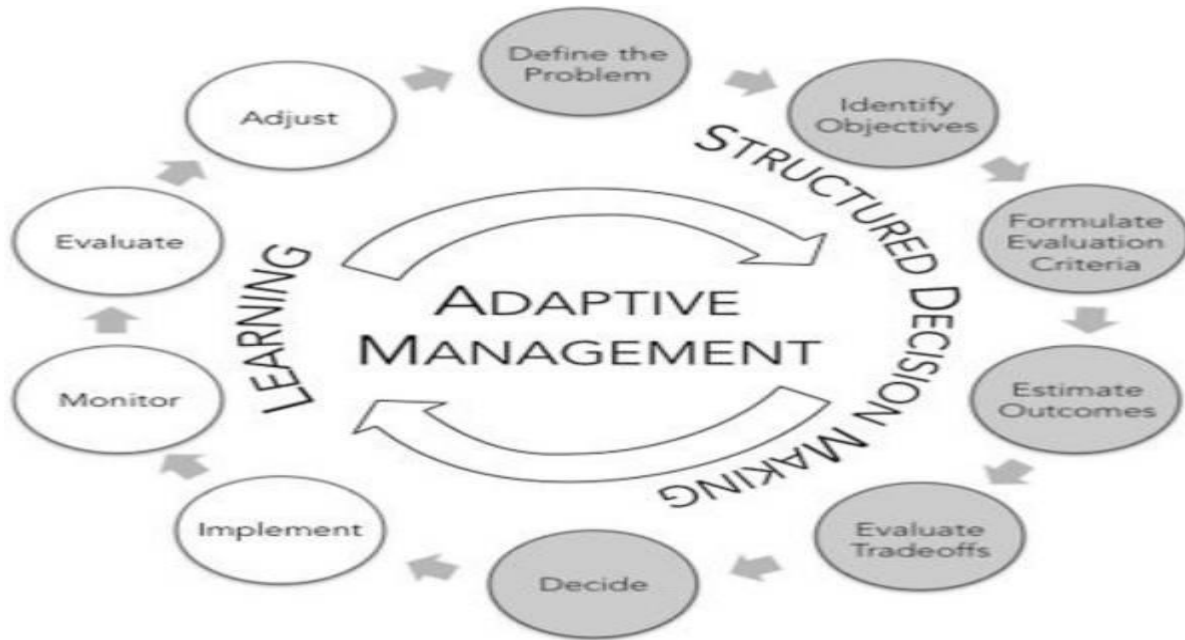 Define the
Problem
Identify
Objectives
Formulate
Evaluation
Criteria
Estimate
Outcomes
Evaluate
Tradeoffs
Decide
Implement
Monitor
Evaluate
Adjust
STRUCTURED DECISION MAKING
LEARNING
ADAPTIVE
MANAGEMENT